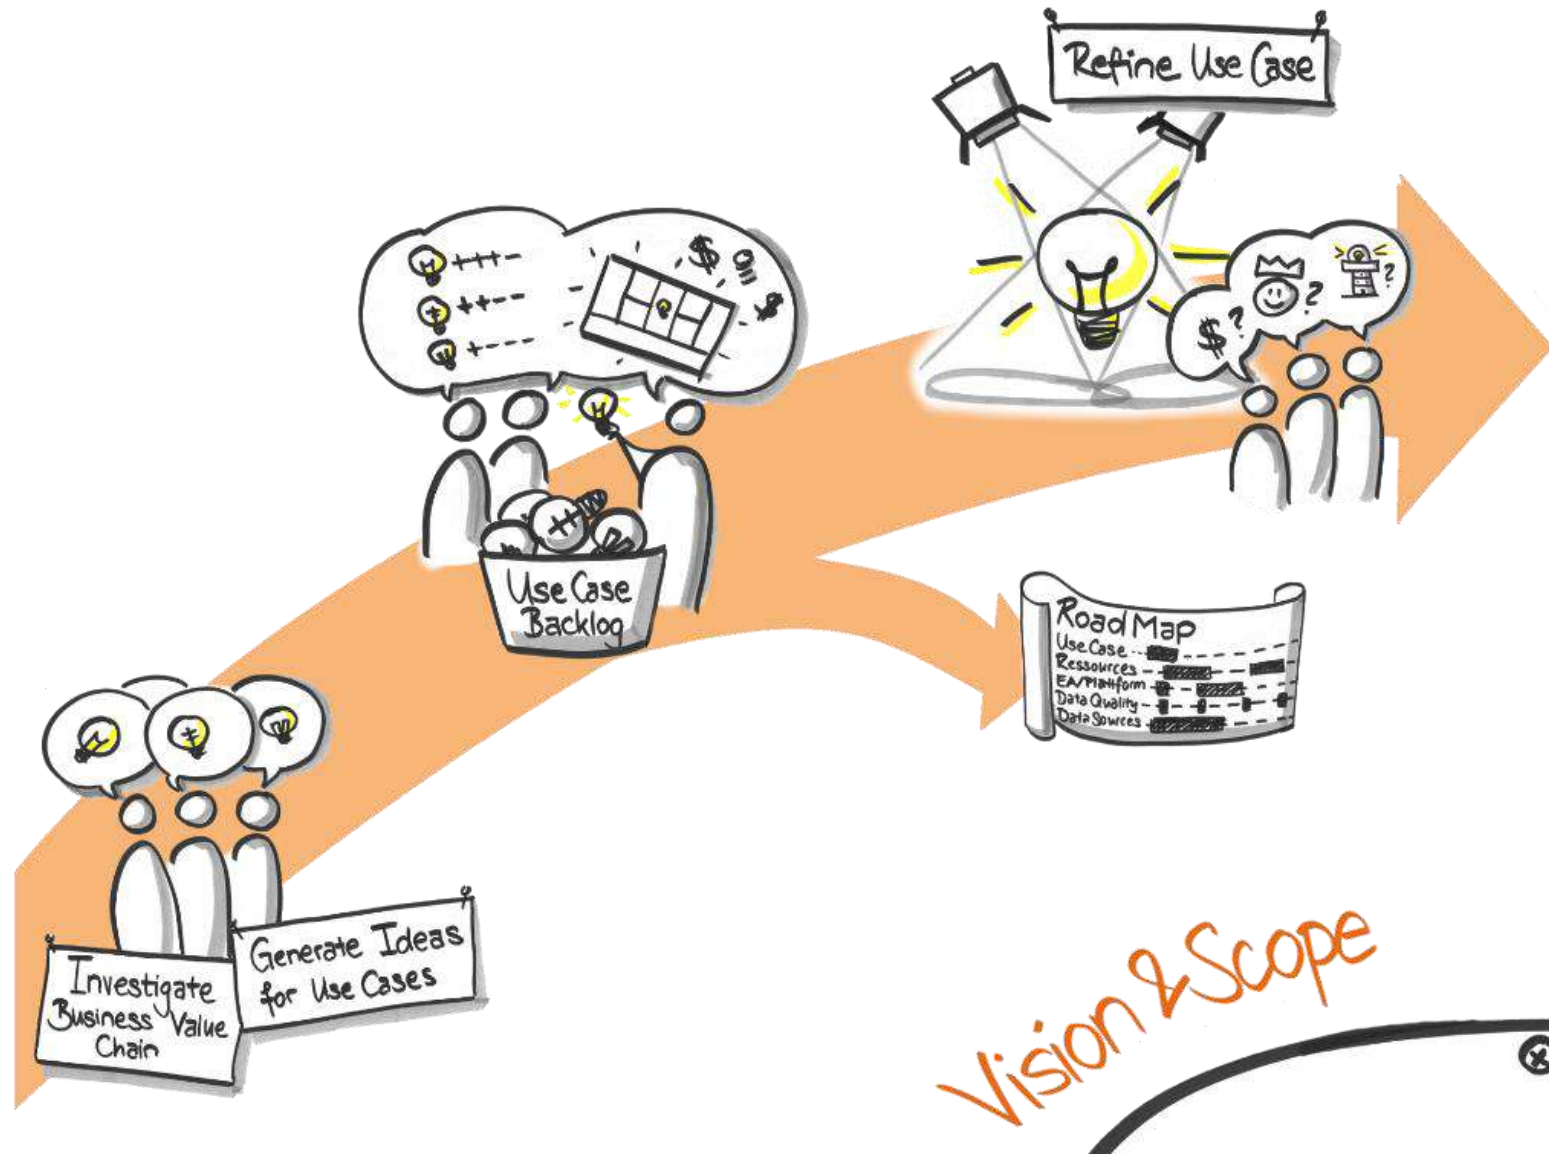 Refine Use Case
+++-
++--
+---
$
$
$?
?
?
Use Case
Backlog
Road Map
Use Case
Ressources
EA/Plattform
Data Quality
Data Sources
Generate Ideas
for Use Cases
Investigate
Business Value
Chain
Vision & Scope